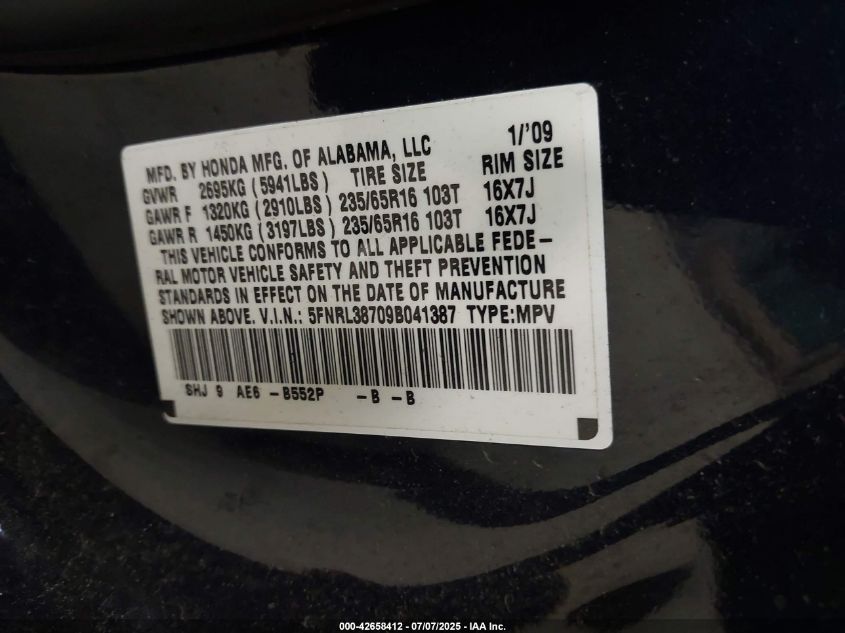 MFD. BY HONDA MFG. OF ALABAMA, LLC 1/'09
GVWR 2695KG (5941LBS) TIRE SIZE RIM SIZE
GAWR F 1320KG (2910LBS) 235/65R16 103T 16X7J
GAWR R 1450KG (3197LBS) 235/65R16 103T 16X7J
THIS VEHICLE CONFORMS TO ALL APPLICABLE FEDE-
RAL MOTOR VEHICLE SAFETY AND THEFT PREVENTION
STANDARDS IN EFFECT ON THE DATE OF MANUFACTURE
SHOWN ABOVE. V.I.N.: 5FNRL38709B041387 TYPE:MPV
SHJ 9 AE6 -B552P -B -B
000-42658412 - 07/07/2025 - IAA Inc.